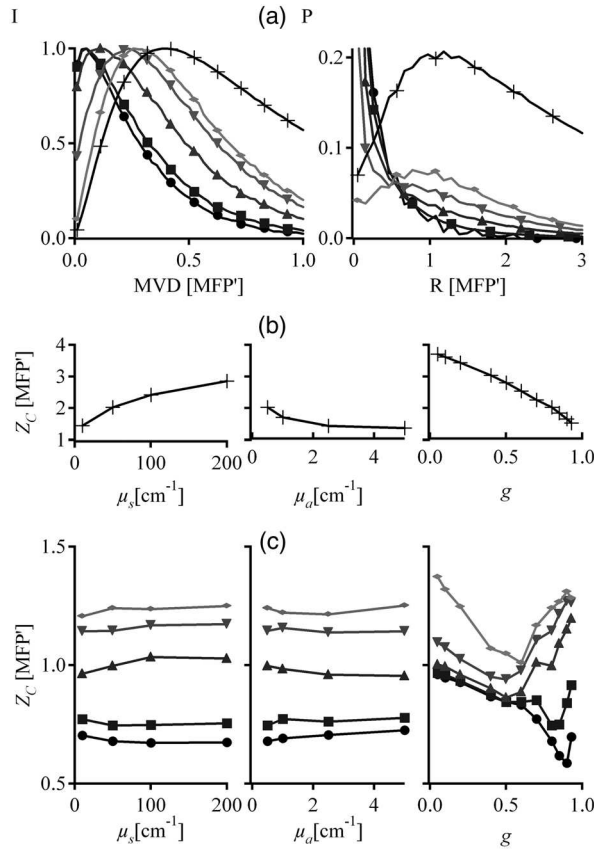 I (a) P
1.0
0.5
0.0
0.0 0.5 1.0
MVD [MFP']
0.2
0.1
0.0
0 1 2 3
R [MFP']
(b)
Z_C [MFP']
4
3
2
1
0 100 200
μ_s[cm⁻¹]
0 2 4
μ_a[cm⁻¹]
0.0 0.5 1.0
g
(c)
Z_C [MFP']
1.5
1.0
0.5
0 100 200
μ_s[cm⁻¹]
0 2 4
μ_a[cm⁻¹]
0.0 0.5 1.0
g